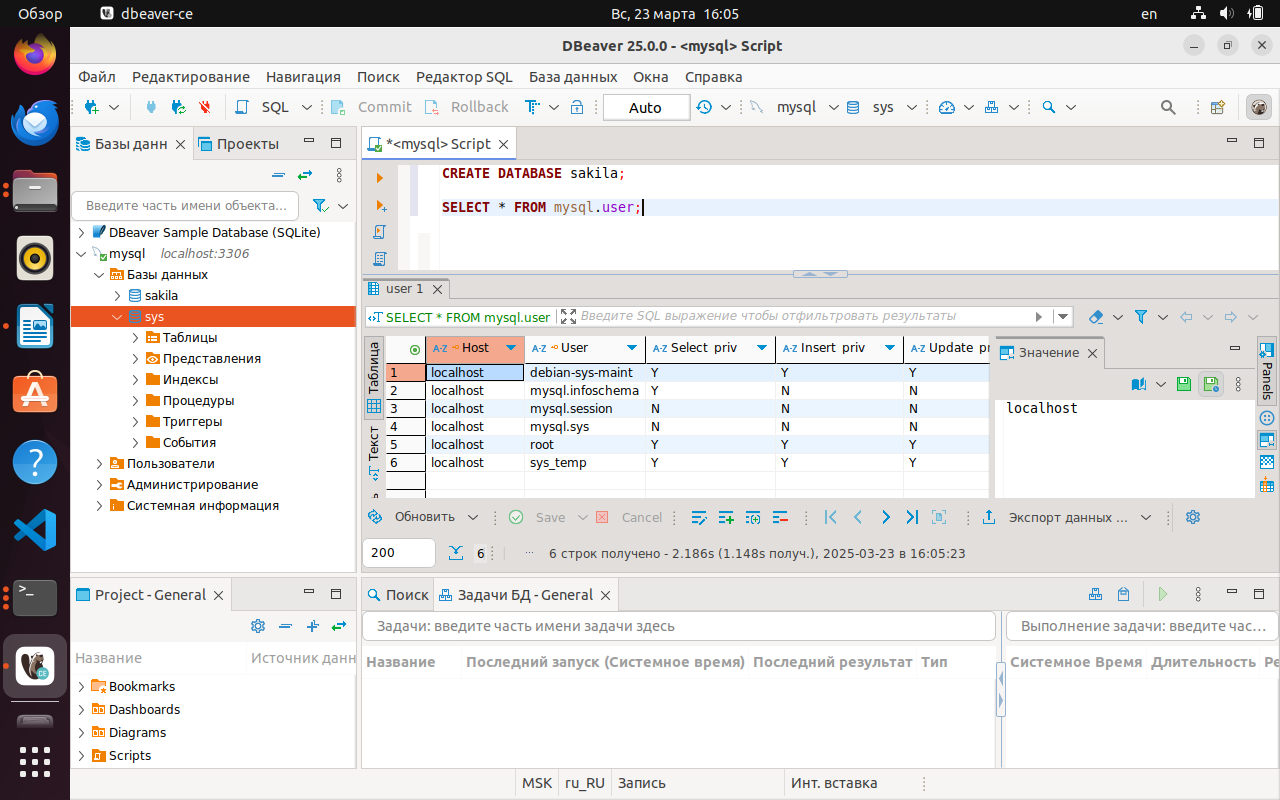 Обзор
dbeaver-ce
Вс, 23 марта 16:05
en
DBeaver 25.0.0 - <mysql> Script
Файл Редактирование Навигация Поиск Редактор SQL База данных Окна Справка
SQL Commit Rollback Auto mysql sys
Базы данн
Проекты
Введите часть имени объекта...
DBeaver Sample Database (SQLite)
mysql localhost:3306
Базы данных
sakila
sys
Таблицы
Представления
Индексы
Процедуры
Триггеры
События
Пользователи
Администрирование
Системная информация
*<mysql> Script
CREATE DATABASE sakila;
SELECT * FROM mysql.user;
user 1
SELECT * FROM mysql.user
Введите SQL выражение чтобы отфильтровать результаты
Таблица
Текст
A-Z Host A-Z User A-Z Select_priv A-Z Insert_priv A-Z Update_pr
1 localhost debian-sys-maint Y Y Y
2 localhost mysql.infoschema Y N N
3 localhost mysql.session N N N
4 localhost mysql.sys N N N
5 localhost root Y Y Y
6 localhost sys_temp Y Y Y
Значение
localhost
Panels
Обновить Save Cancel Экспорт данных ...
200 6 ... 6 строк получено - 2.186s (1.148s получ.), 2025-03-23 в 16:05:23
Project - General
Название Источник данн
Bookmarks
Dashboards
Diagrams
Scripts
Поиск
Задачи БД - General
Задачи: введите часть имени задачи здесь
Название Последний запуск (Системное время) Последний результат Тип
Выполнение задачи: введите час...
Системное Время Длительность Ре
MSK ru_RU Запись Инт. вставка